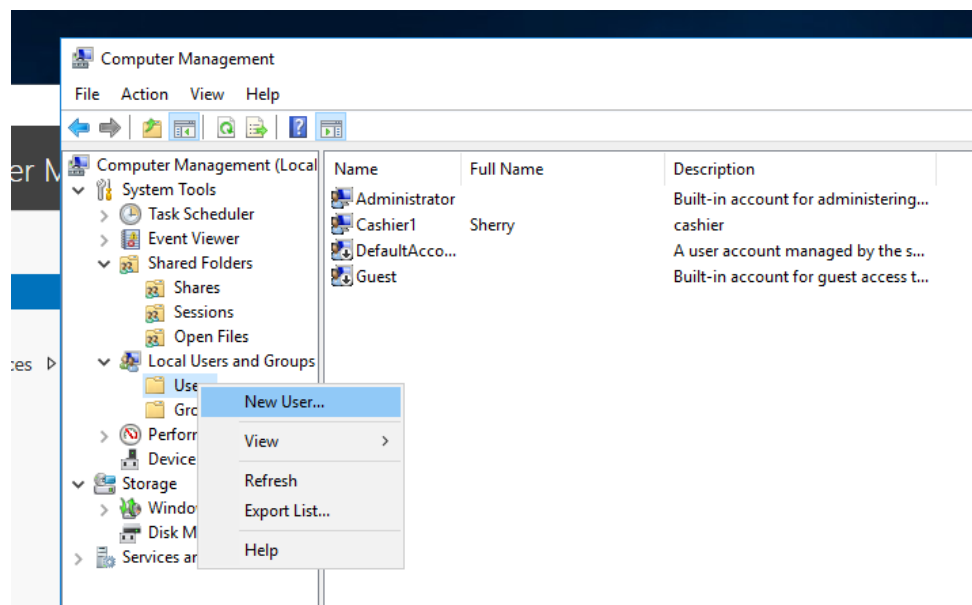 Computer Management
File Action View Help
er M
Computer Management (Local
Name Full Name Description
System Tools
Task Scheduler
Event Viewer
Shared Folders
Shares
Sessions
Open Files
Local Users and Groups
Use
Gro
Perforr
Device
Storage
Windo
Disk M
Services ar
Administrator Built-in account for administering...
Cashier1 Sherry cashier
DefaultAcco... A user account managed by the s...
Guest Built-in account for guest access t...
ces
New User...
View
Refresh
Export List...
Help